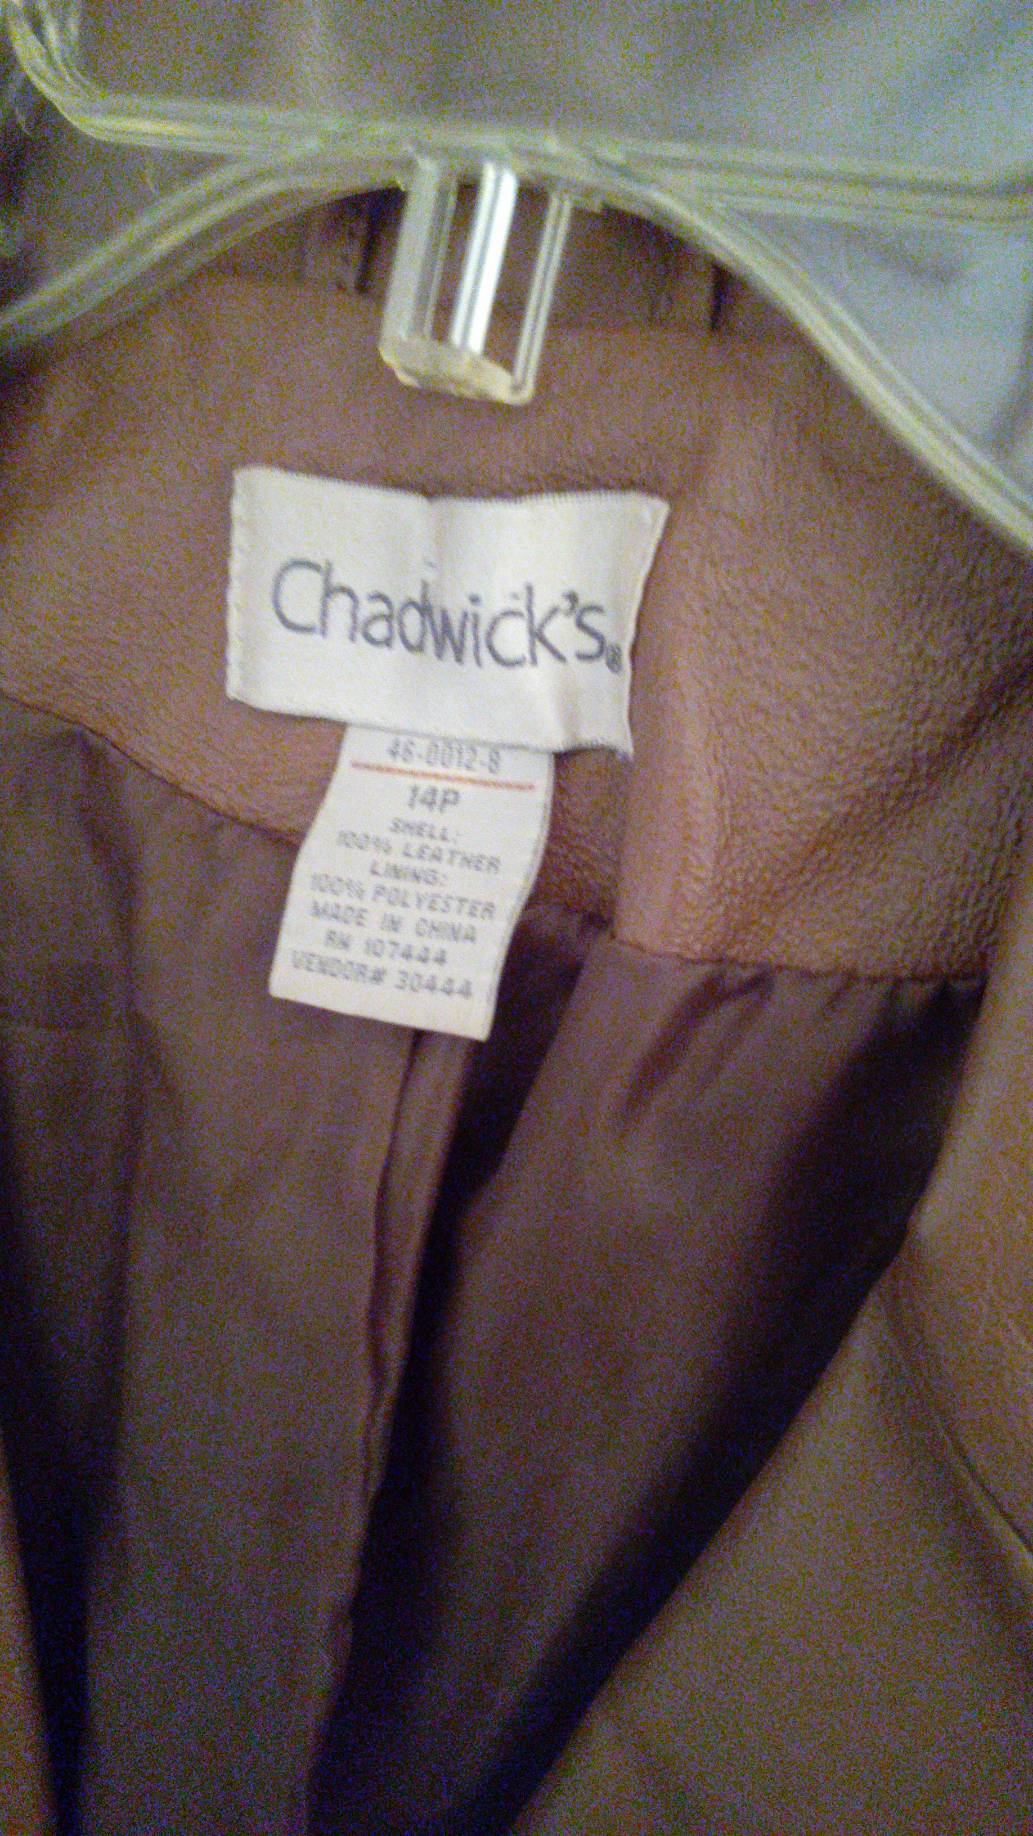 Chadwick's®
46-0012-8
14P
SHELL:
100% LEATHER
LINING:
100% POLYESTER
MADE IN CHINA
RN 107444
VENDOR# 30444